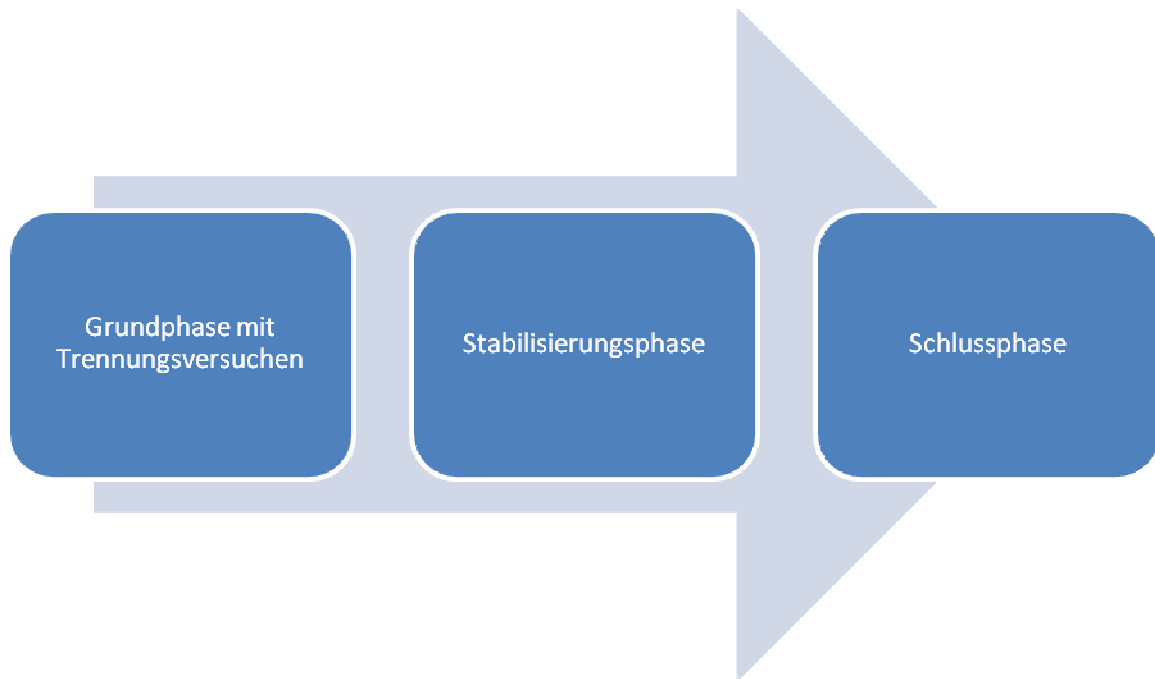 Grundphase mit
Trennungsversuchen
Stabilisierungsphase
Schlussphase